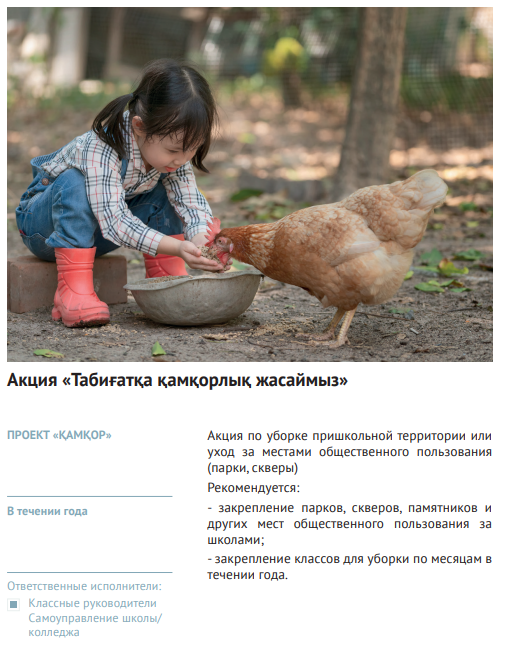 Акция «Табиғатқа қамқорлық жасаймыз»
ПРОЕКТ «ҚАМҚОР»
В течении года
Ответственные исполнители:
Классные руководители
Самоуправление школы/
колледжа
Акция по уборке пришкольной территории или
уход за местами общественного пользования
(парки, скверы)
Рекомендуется:
- закрепление парков, скверов, памятников и
других мест общественного пользования за
школами;
- закрепление классов для уборки по месяцам в
течении года.